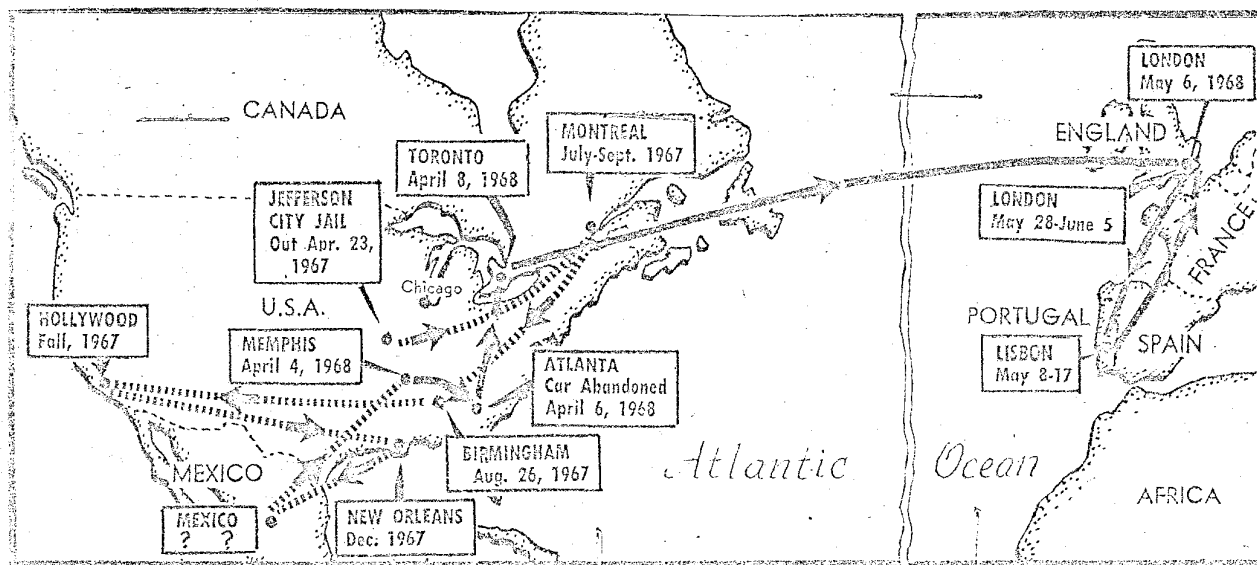 CANADA
TORONTO
April 8, 1968
MONTREAL
July-Sept. 1967
LONDON
May 6, 1968
ENGLAND
JEFFERSON
CITY JAIL
Out Apr. 23,
1967
LONDON
May 28-June 5
FRANCE
Chicago
U.S.A.
HOLLYWOOD
Fall, 1967
MEMPHIS
April 4, 1968
ATLANTA
Car Abandoned
April 6, 1968
PORTUGAL
SPAIN
LISBON
May 8-17
BIRMINGHAM
Aug. 26, 1967
MEXICO
Atlantic Ocean
AFRICA
MEXICO
? ?
NEW ORLEANS
Dec. 1967